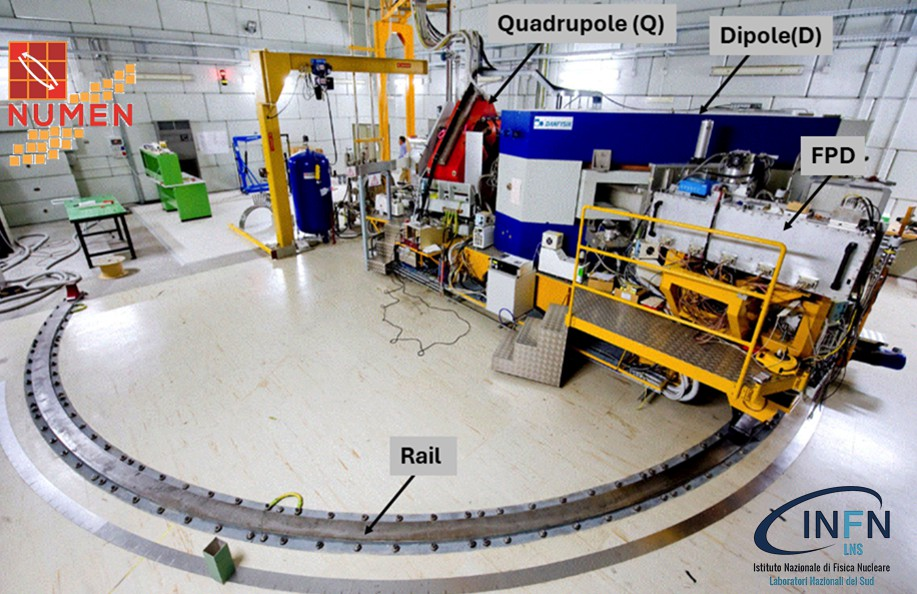 Quadrupole (Q)
Dipole(D)
NUMEN
DANFYSIK
FPD
Rail
INFN
LNS
Istituto Nazionale di Fisica Nucleare
Laboratori Nazionali del Sud